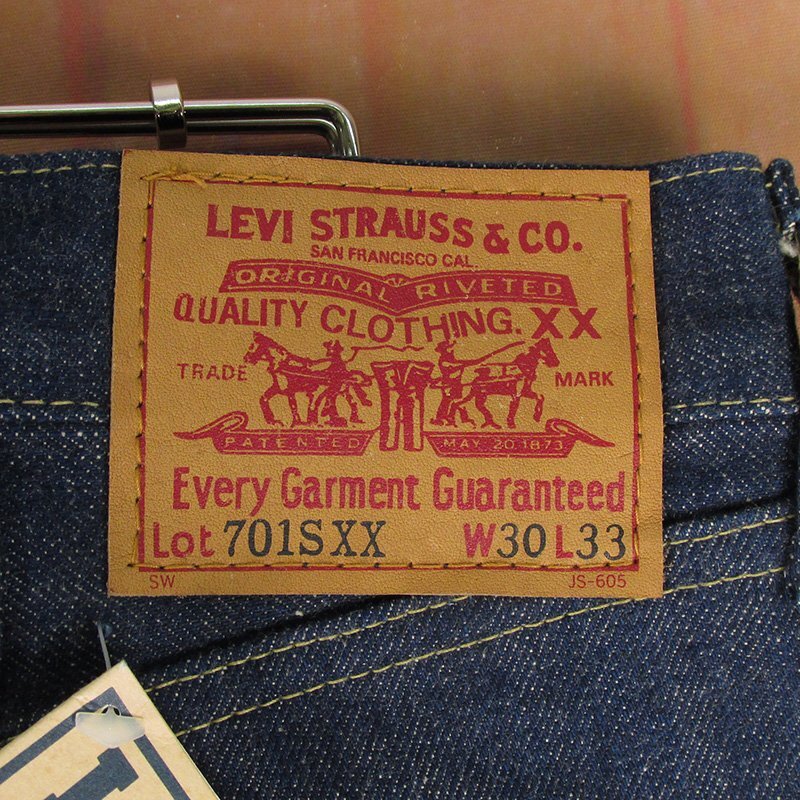 LEVI STRAUSS & CO.
SAN FRANCISCO CAL.
ORIGINAL RIVETED
QUALITY CLOTHING. XX
TRADE MARK
PATENTED MAY 20 1873
Every Garment Guaranteed
Lot 701SXX W30 L33
SW JS-605